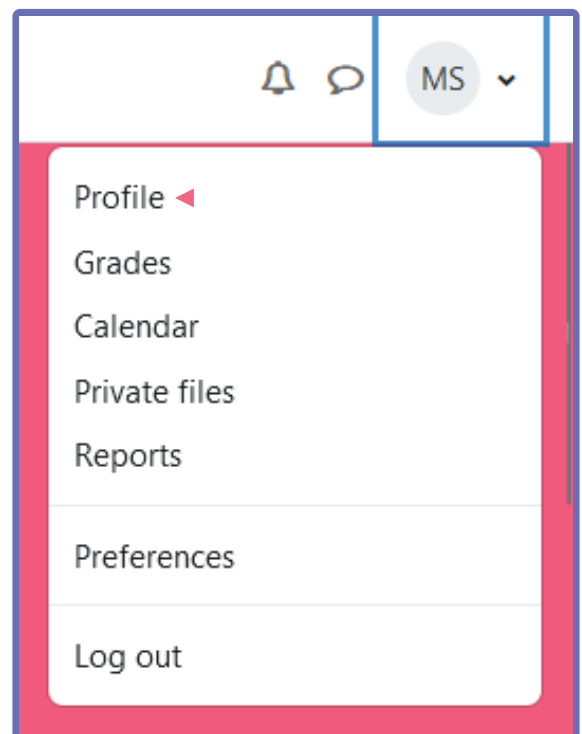 MS
Profile
Grades
Calendar
Private files
Reports
Preferences
Log out